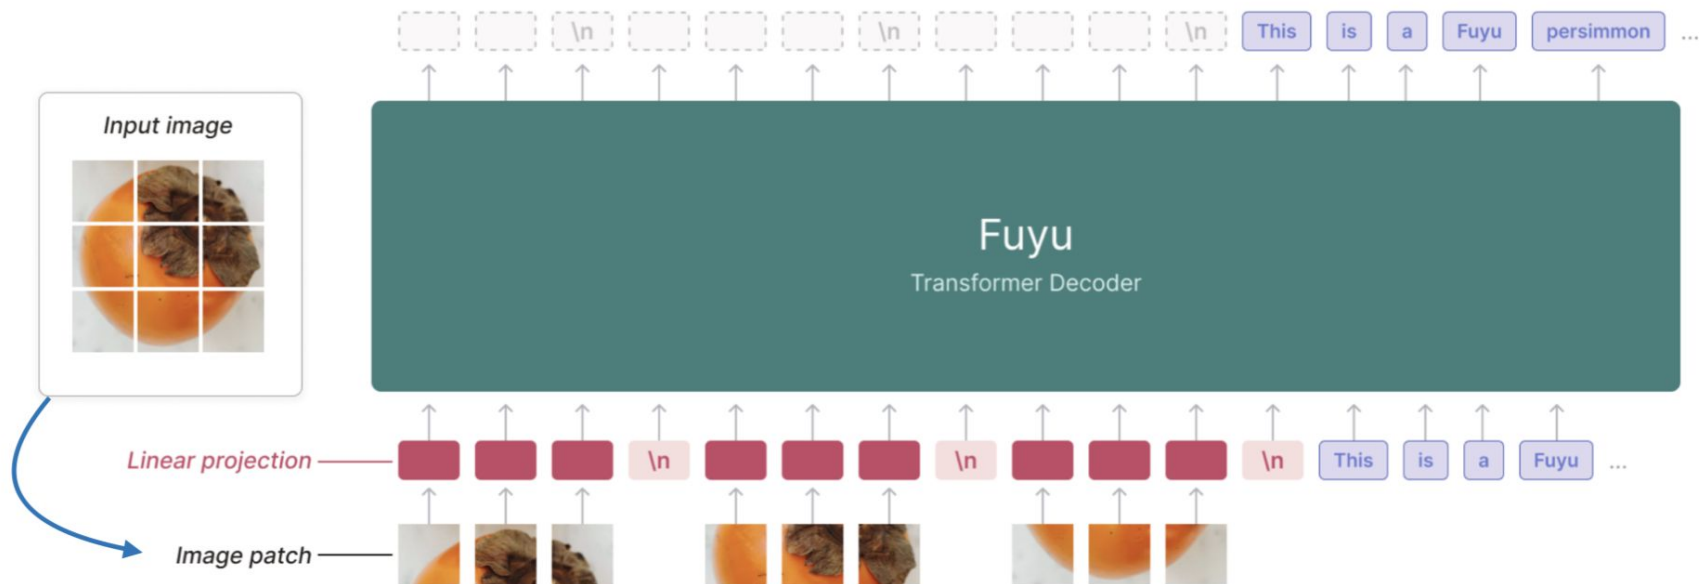 \n \n \n This is a Fuyu persimmon ...
Input image
Fuyu
Transformer Decoder
Linear projection \n \n \n This is a Fuyu ...
Image patch